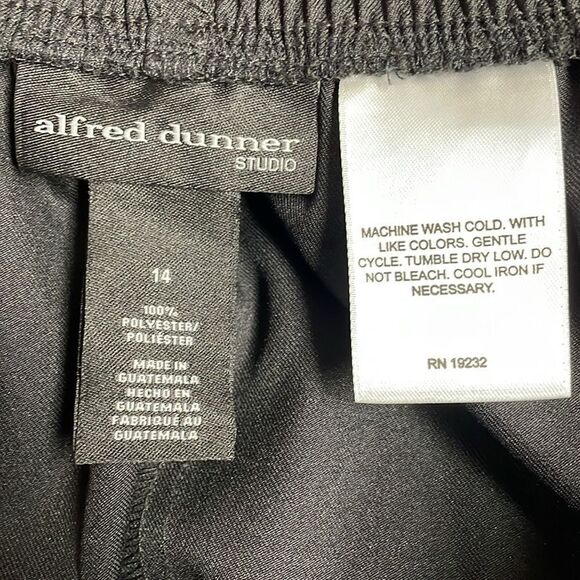 alfred dunner
STUDIO
14
100%
POLYESTER/
POLIÉSTER
MADE IN
GUATEMALA
HECHO EN
GUATEMALA
FABRIQUÉ AU
GUATEMALA
MACHINE WASH COLD. WITH
LIKE COLORS. GENTLE
CYCLE. TUMBLE DRY LOW. DO
NOT BLEACH. COOL IRON IF
NECESSARY.
RN 19232